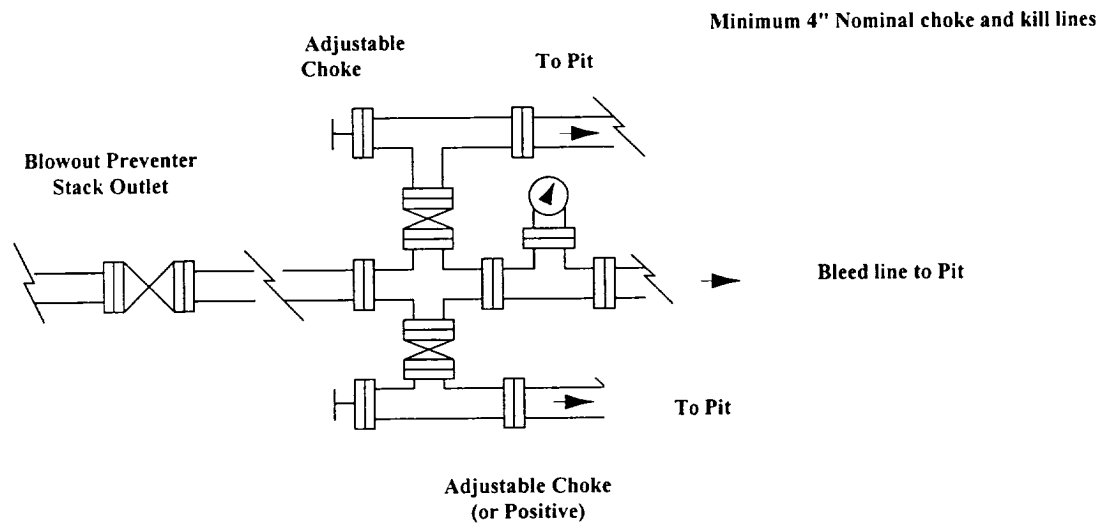 Minimum 4" Nominal choke and kill lines
Adjustable
Choke
To Pit
Blowout Preventer
Stack Outlet
Bleed line to Pit
To Pit
Adjustable Choke
(or Positive)